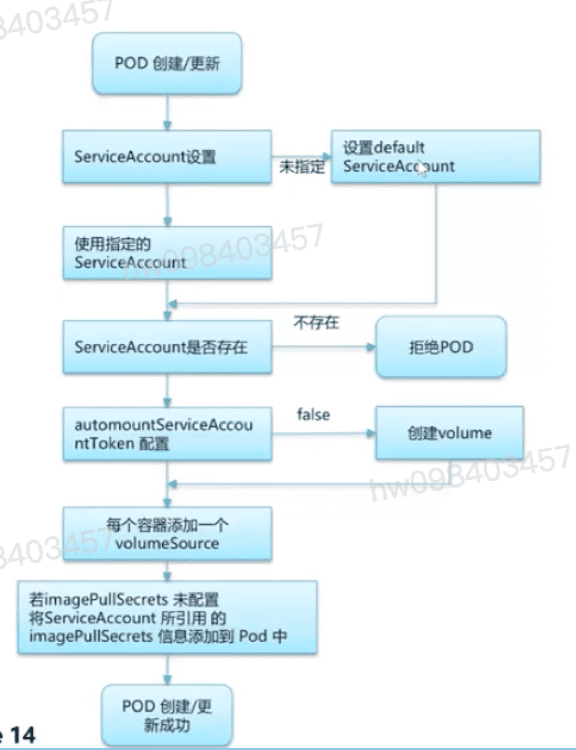 8403457
POD 创建/更新
ServiceAccount设置
未指定
设置default
ServiceAccount
使用指定的
ServiceAccount
hw098403457
不存在
ServiceAccount是否存在
拒绝POD
false
automountServiceAccou
ntToken 配置
创建volume
hw098403457
每个容器添加一个
volumeSource
8403457
若imagePullSecrets 未配置
将ServiceAccount 所引用 的
imagePullSecrets 信息添加到 Pod 中
POD 创建/更
新成功
e 14